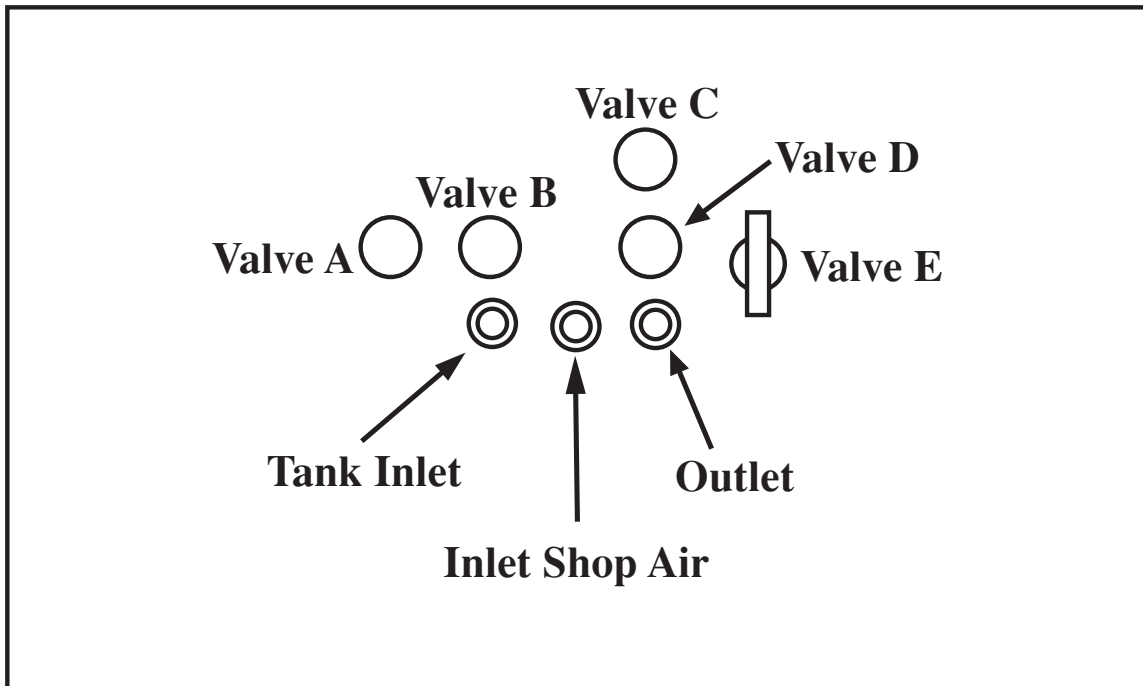 Valve C
Valve D
Valve B
Valve A
Valve E
Tank Inlet
Outlet
Inlet Shop Air